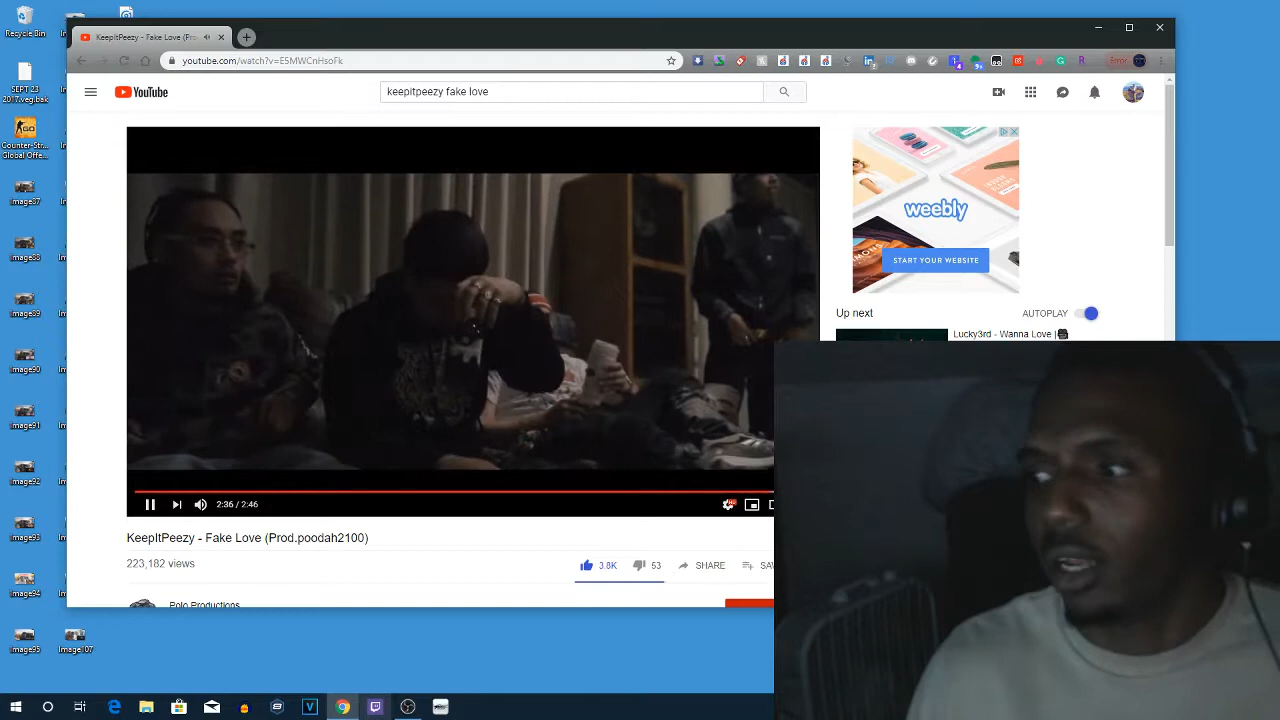 Recycle Bin
SEPT 23
2017.veg.bak
Counter-Str...
Global Offe...
image87
image88
image89
image90
image91
image92
image93
image94
image95
KeepItPeezy - Fake Love (Pr
youtube.com/watch?v=E5MWCnHsoFk
Error
YouTube
keepitpeezy fake love
weebly
START YOUR WEBSITE
Up next
AUTOPLAY
Lucky3rd - Wanna Love |
2:36 / 2:46
KeepItPeezy - Fake Love (Prod.poodah2100)
223,182 views
3.8K
53
SHARE
Polo Productions